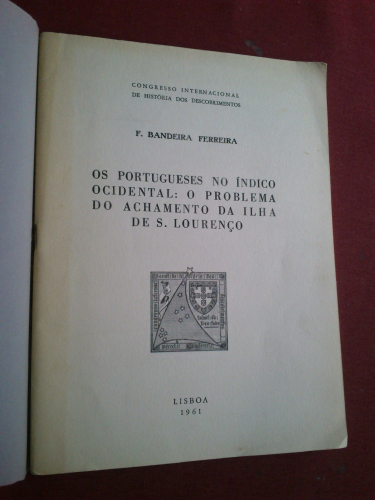 CONGRESSO INTERNACIONAL
DE HISTÓRIA DOS DESCOBRIMENTOS
F. BANDEIRA FERREIRA
OS PORTUGUESES NO ÍNDICO
OCIDENTAL: O PROBLEMA
DO ACHAMENTO DA ILHA
DE S. LOURENÇO
LISBOA
1961